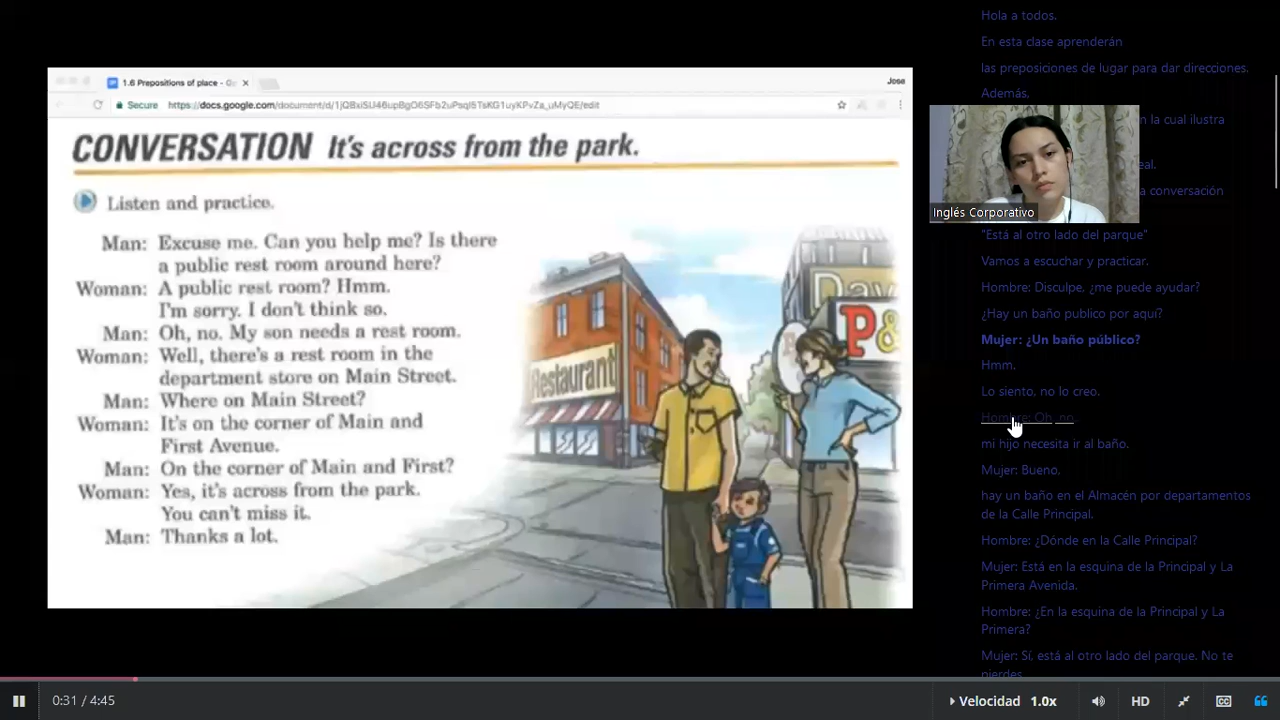 Hola a todos.
En esta clase aprenderán
las preposiciones de lugar para dar direcciones.
Además,
n la cual ilustra
eal.
a conversación
"Está al otro lado del parque"
Vamos a escuchar y practicar.
Hombre: Disculpe, ¿me puede ayudar?
¿Hay un baño publico por aquí?
Mujer: ¿Un baño público?
Hmm.
Lo siento, no lo creo.
Hombre: Oh, no,
mi hijo necesita ir al baño.
Mujer: Bueno,
hay un baño en el Almacén por departamentos
de la Calle Principal,
Hombre: ¿Dónde en la Calle Principal?
Mujer: Está en la esquina de la Principal y La
Primera Avenida.
Hombre: ¿En la esquina de la Principal y La
Primera?
Mujer: Sí, está al otro lado del parque. No te
pierdes
Inglés Corporativo
1.6 Prepositions of place - G
Jose
Secure
CONVERSATION It's across from the park.
Listen and practice.
Man: Excuse me. Can you help me? Is there
a public rest room around here?
Woman: A public rest room? Hmm.
I'm sorry. I don't think so.
Man: Oh, no. My son needs a rest room.
Woman: Well, there's a rest room in the
department store on Main Street.
Man: Where on Main Street?
Woman: It's on the corner of Main and
First Avenue.
Man: On the corner of Main and First?
Woman: Yes, it's across from the park.
You can't miss it.
Man: Thanks a lot.
Restaurant
Dav
P&
0:31 / 4:45
Velocidad 1.0x
HD
CC